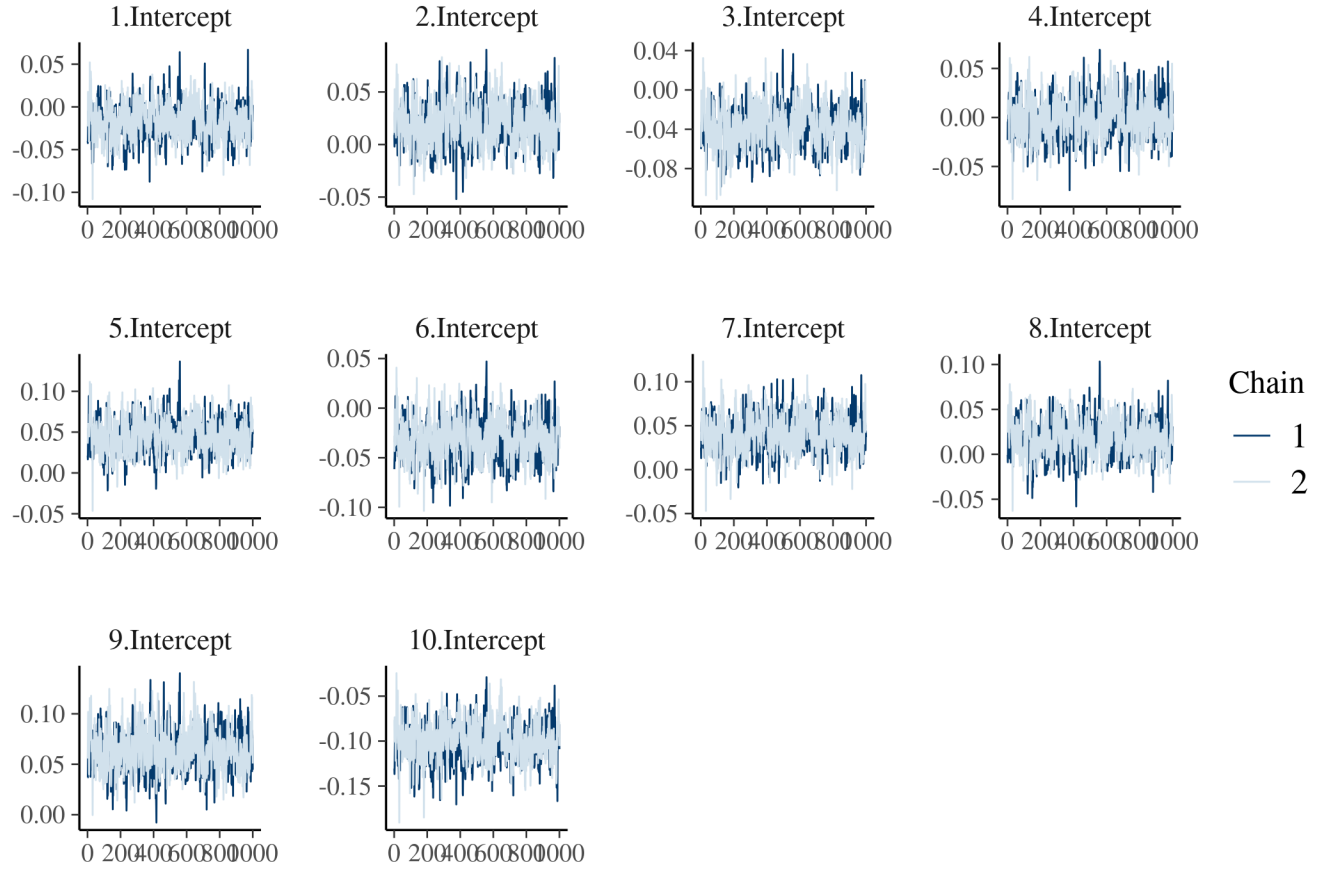 1.Intercept 2.Intercept 3.Intercept 4.Intercept
0.05
0.00
-0.05
-0.10
0 200 400 600 800 1000
0.05
0.00
-0.05
0 200 400 600 800 1000
0.04
0.00
-0.04
-0.08
0 200 400 600 800 1000
0.05
0.00
-0.05
0 200 400 600 800 1000
5.Intercept 6.Intercept 7.Intercept 8.Intercept
0.10
0.05
0.00
-0.05
0 200 400 600 800 1000
0.05
0.00
-0.05
-0.10
0 200 400 600 800 1000
0.10
0.05
0.00
-0.05
0 200 400 600 800 1000
0.10
0.05
0.00
-0.05
0 200 400 600 800 1000
Chain
1
2
9.Intercept 10.Intercept
0.10
0.05
0.00
0 200 400 600 800 1000
-0.05
-0.10
-0.15
0 200 400 600 800 1000